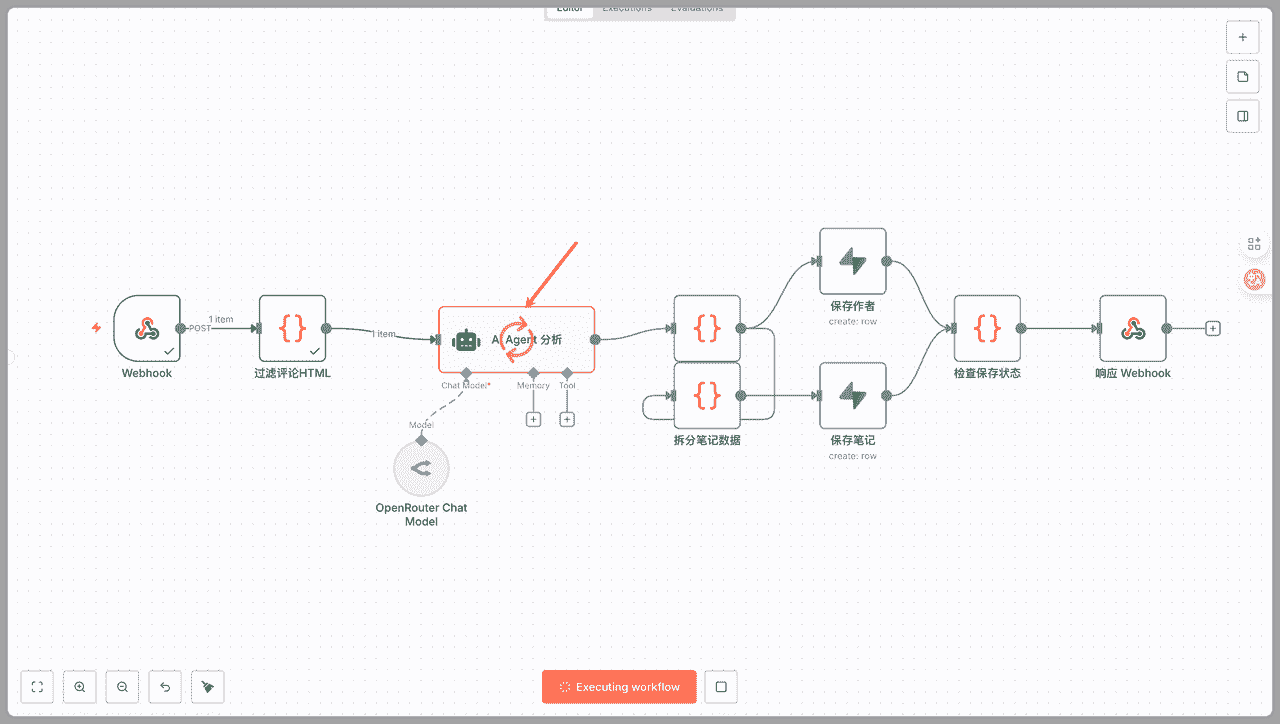 Editor Executions Evaluations
1 item
POST
1 item
Webhook
过滤评论HTML
AI Agent 分析
Chat Model*
Memory
Tool
Model
OpenRouter Chat
Model
拆分笔记数据
保存作者
create: row
保存笔记
create: row
检查保存状态
响应 Webhook
Executing workflow